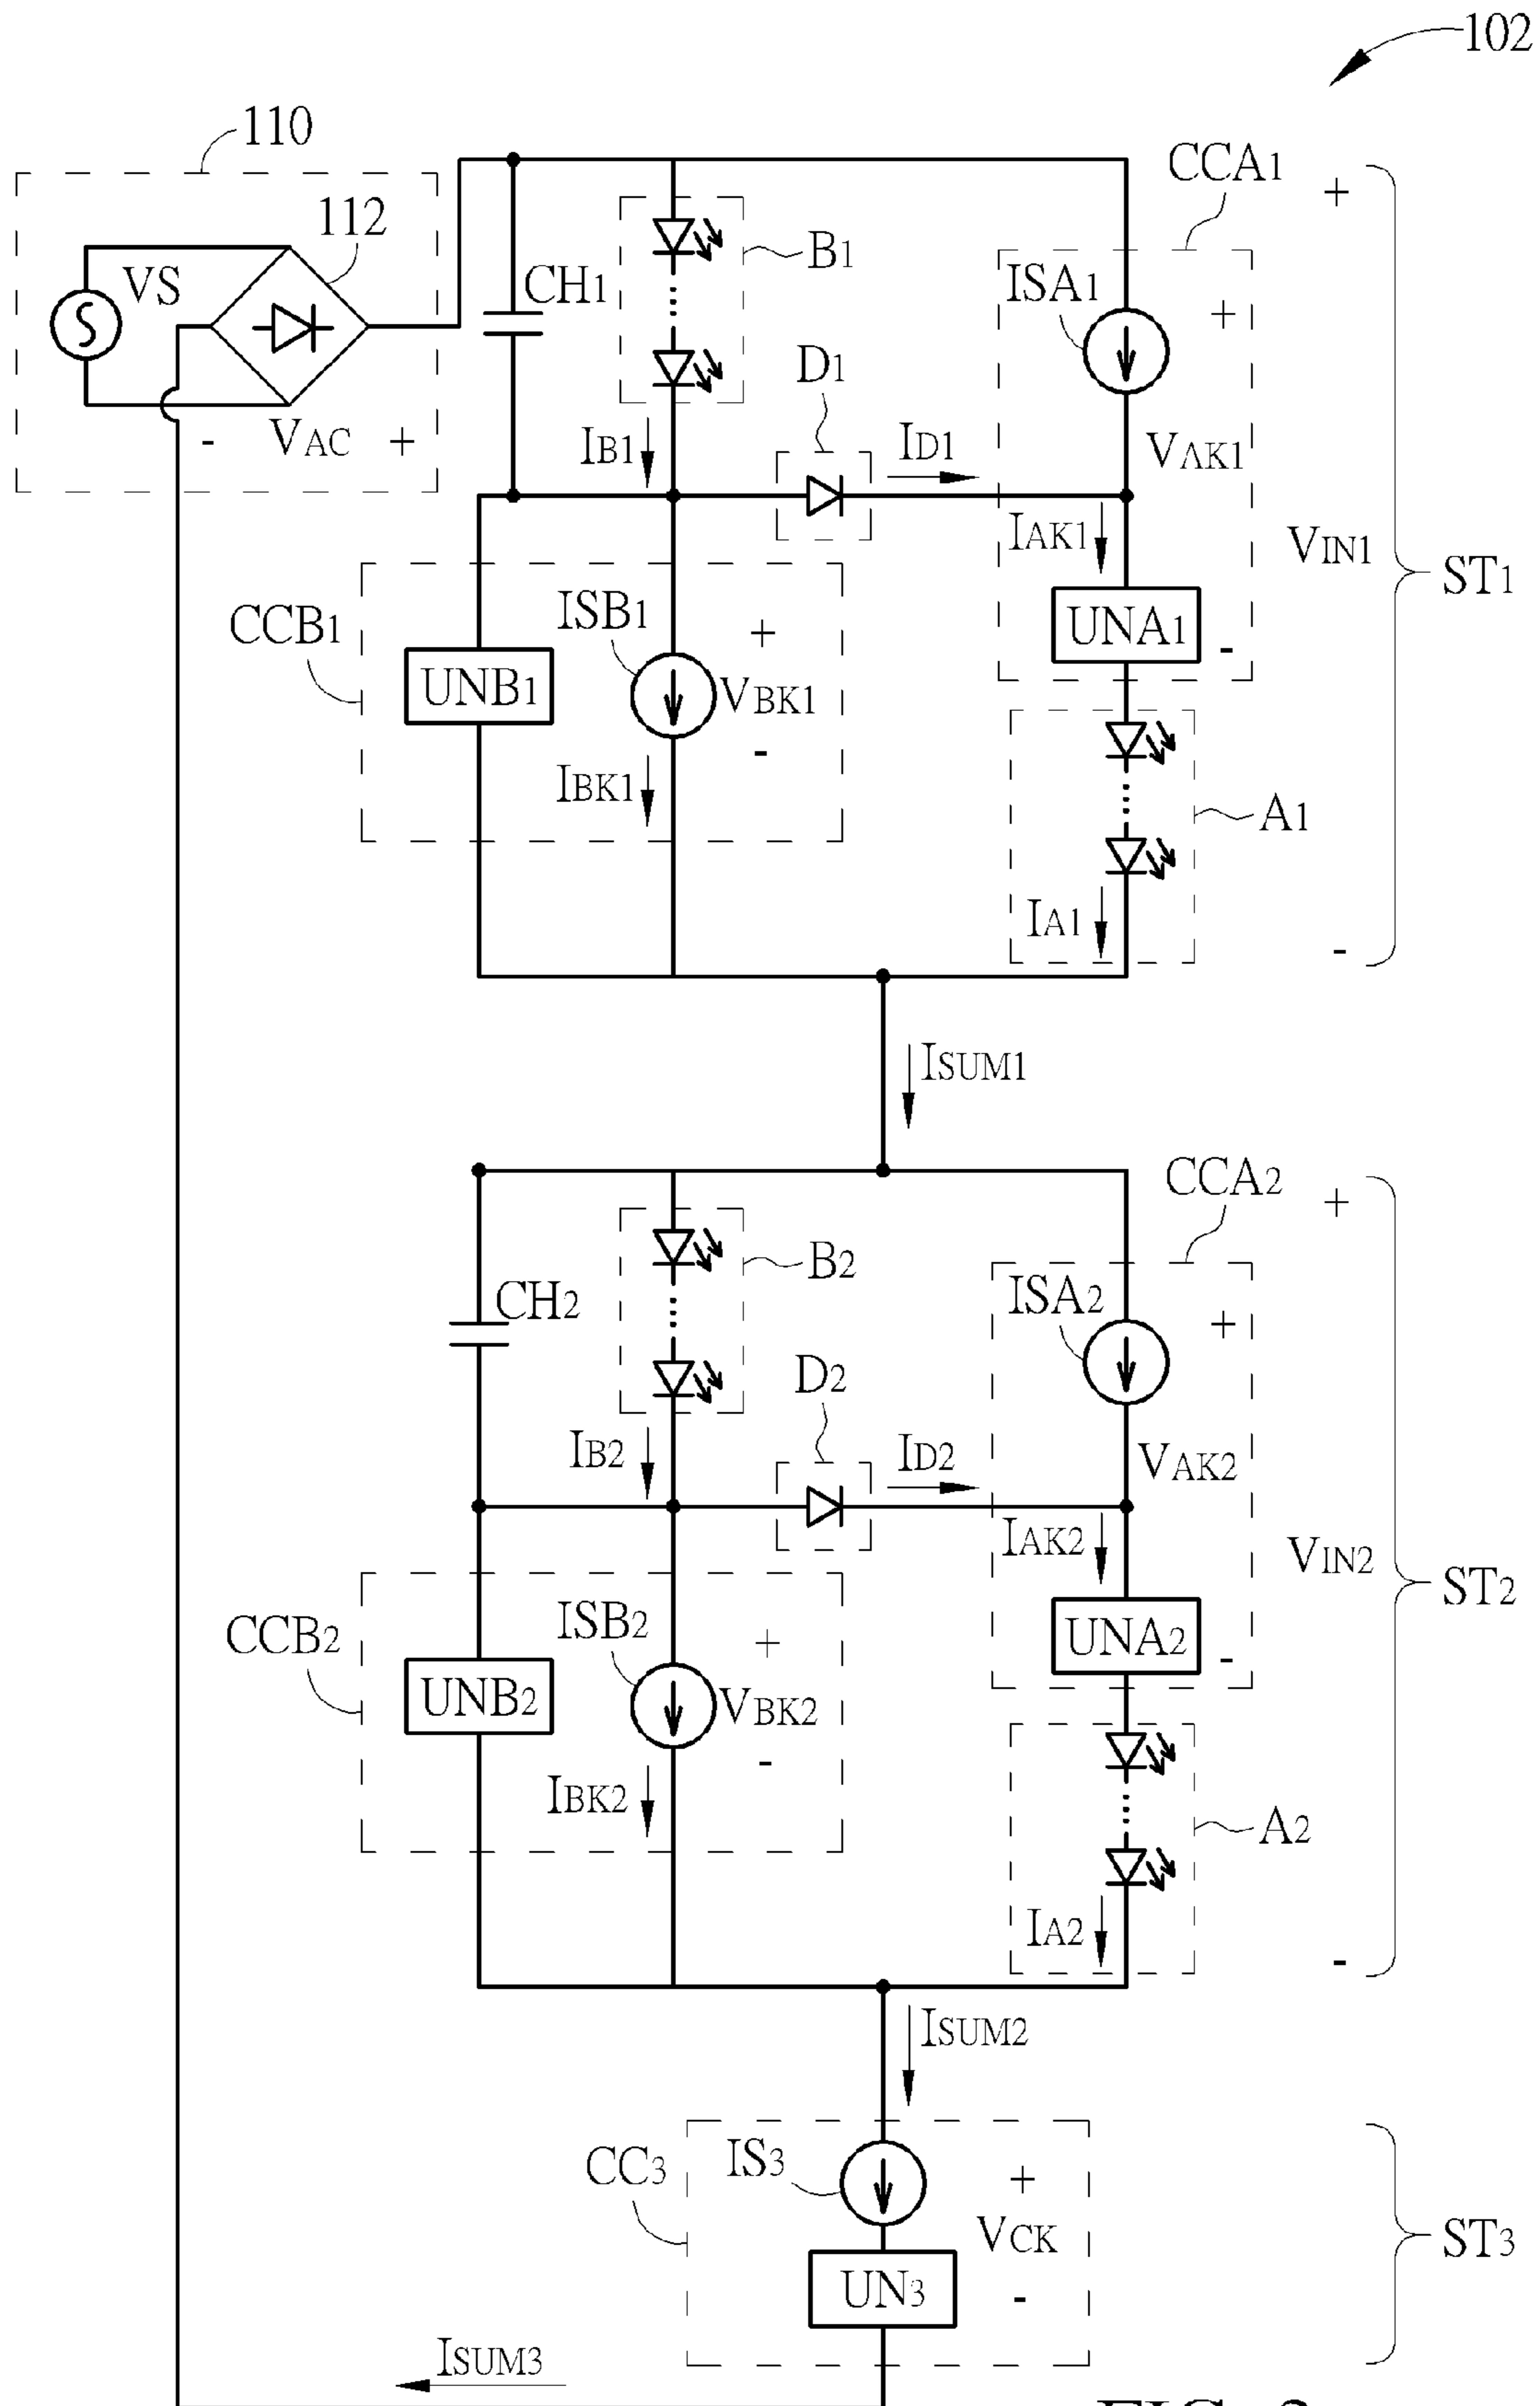 102
110
112
VS
- VAC +
CH1
B1
CCA1
+
ISA1
+
D1
IB1
ID1
VAK1
IAK1
VIN1
ST1
CCB1
ISB1
+
UNB1
VBK1
-
IBK1
UNA1
-
A1
IA1
-
ISUM1
CCA2
+
B2
CH2
ISA2
+
D2
IB2
ID2
VAK2
IAK2
VIN2
ST2
CCB2
ISB2
+
UNB2
VBK2
-
IBK2
UNA2
-
A2
IA2
-
ISUM2
CC3
IS3
+
VCK
-
UN3
ST3
ISUM3